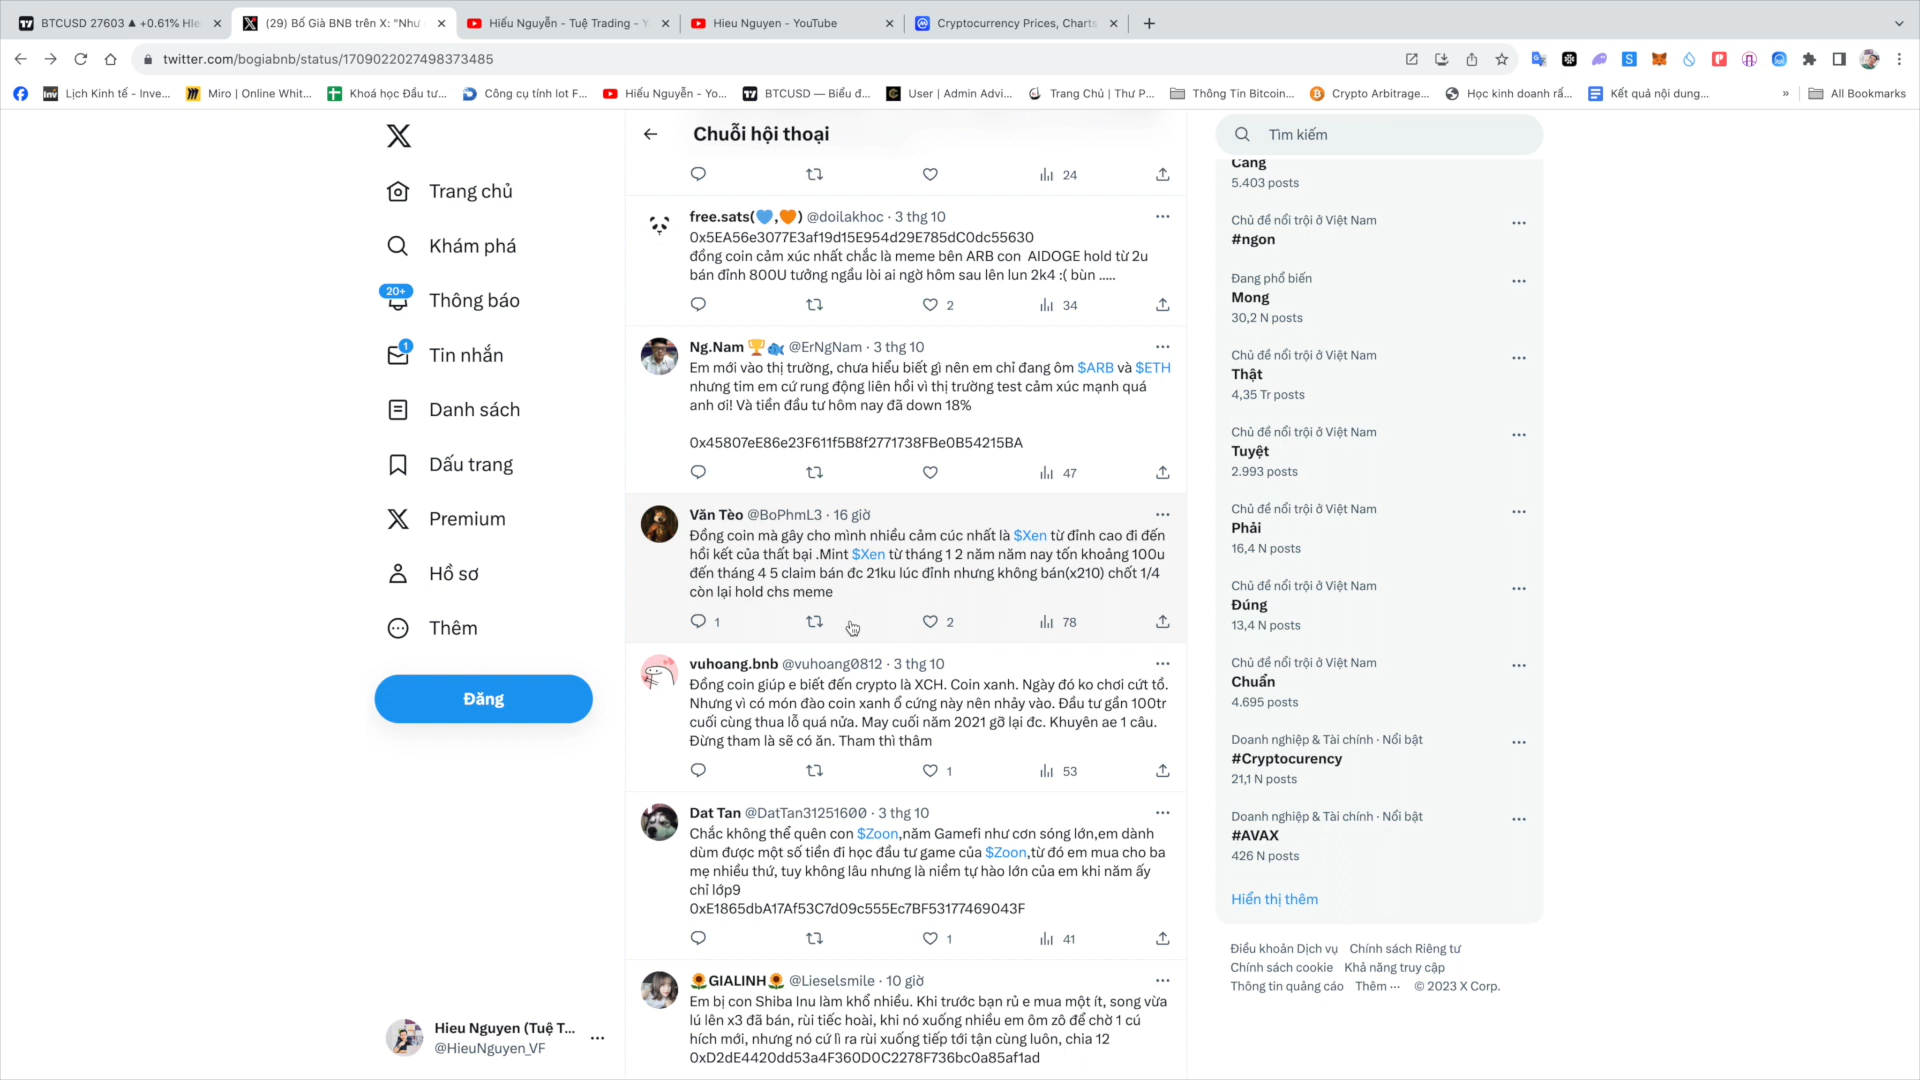 BTCUSD 27603 ▲ +0.61% Hie
(29) Bố Già BNB trên X: "Như
Hiếu Nguyễn - Tuệ Trading - Y
Hieu Nguyen - YouTube
Cryptocurrency Prices, Charts
twitter.com/bogiabnb/status/1709022027498373485
Lịch Kinh tế - Inve...
Miro | Online Whit...
Khoá học Đầu tư...
Công cụ tính lot F...
Hiếu Nguyễn - Yo...
BTCUSD — Biểu đ...
User | Admin Advi...
Trang Chủ | Thư P...
Thông Tin Bitcoin...
Crypto Arbitrage...
Học kinh doanh rấ...
Kết quả nội dung...
»
All Bookmarks
Trang chủ
Khám phá
20+
Thông báo
1
Tin nhắn
Danh sách
Dấu trang
Premium
Hồ sơ
Thêm
Đăng
Hieu Nguyen (Tuệ T...
@HieuNguyen_VF
Chuỗi hội thoại
24
free.sats(💙,🧡) @doilakhoc · 3 thg 10
0x5EA56e3077E3af19d15E954d29E785dC0dc55630
đồng coin cảm xúc nhất chắc là meme bên ARB con AIDOGE hold từ 2u
bán đỉnh 800U tưởng ngầu lòi ai ngờ hôm sau lên lun 2k4 :( bùn .....
2 34
Ng.Nam 🏆🐟 @ErNgNam · 3 thg 10
Em mới vào thị trường, chưa hiểu biết gì nên em chỉ đang ôm $ARB và $ETH
nhưng tim em cứ rung động liên hồi vì thị trường test cảm xúc mạnh quá
anh ơi! Và tiền đầu tư hôm nay đã down 18%
0x45807eE86e23F611f5B8f2771738FBe0B54215BA
47
Văn Tèo @BoPhmL3 · 16 giờ
Đồng coin mà gây cho mình nhiều cảm cúc nhất là $Xen từ đỉnh cao đi đến
hồi kết của thất bại .Mint $Xen từ tháng 1 2 năm năm nay tốn khoảng 100u
đến tháng 4 5 claim bán đc 21ku lúc đỉnh nhưng không bán(x210) chốt 1/4
còn lại hold chs meme
1 2 78
vuhoang.bnb @vuhoang0812 · 3 thg 10
Đồng coin giúp e biết đến crypto là XCH. Coin xanh. Ngày đó ko chơi cứt tồ.
Nhưng vì có món đào coin xanh ổ cứng này nên nhảy vào. Đầu tư gần 100tr
cuối cùng thua lỗ quá nửa. May cuối năm 2021 gỡ lại đc. Khuyên ae 1 câu.
Đừng tham là sẽ có ăn. Tham thì thâm
1 53
Dat Tan @DatTan31251600 · 3 thg 10
Chắc không thể quên con $Zoon,năm Gamefi như cơn sóng lớn,em dành
dùm được một số tiền đi học đầu tư game của $Zoon,từ đó em mua cho ba
mẹ nhiều thứ, tuy không lâu nhưng là niềm tự hào lớn của em khi năm ấy
chỉ lớp9
0xE1865dbA17Af53C7d09c555Ec7BF53177469043F
1 41
🌻GIALINH🌻 @Lieselsmile · 10 giờ
Em bị con Shiba Inu làm khổ nhiều. Khi trước bạn rủ e mua một ít, song vừa
lú lên x3 đã bán, rùi tiếc hoài, khi nó xuống nhiều em ôm zô để chờ 1 cú
hích mới, nhưng nó cứ lì ra rùi xuống tiếp tới tận cùng luôn, chia 12
0xD2dE4420dd53a4F360D0C2278F736bc0a85af1ad
Tìm kiếm
Cang
5.403 posts
Chủ đề nổi trội ở Việt Nam
#ngon
Đang phổ biến
Mong
30,2 N posts
Chủ đề nổi trội ở Việt Nam
Thật
4,35 Tr posts
Chủ đề nổi trội ở Việt Nam
Tuyệt
2.993 posts
Chủ đề nổi trội ở Việt Nam
Phải
16,4 N posts
Chủ đề nổi trội ở Việt Nam
Đúng
13,4 N posts
Chủ đề nổi trội ở Việt Nam
Chuẩn
4.695 posts
Doanh nghiệp & Tài chính · Nổi bật
#Cryptocurency
21,1 N posts
Doanh nghiệp & Tài chính · Nổi bật
#AVAX
426 N posts
Hiển thị thêm
Điều khoản Dịch vụ Chính sách Riêng tư
Chính sách cookie Khả năng truy cập
Thông tin quảng cáo Thêm ··· © 2023 X Corp.